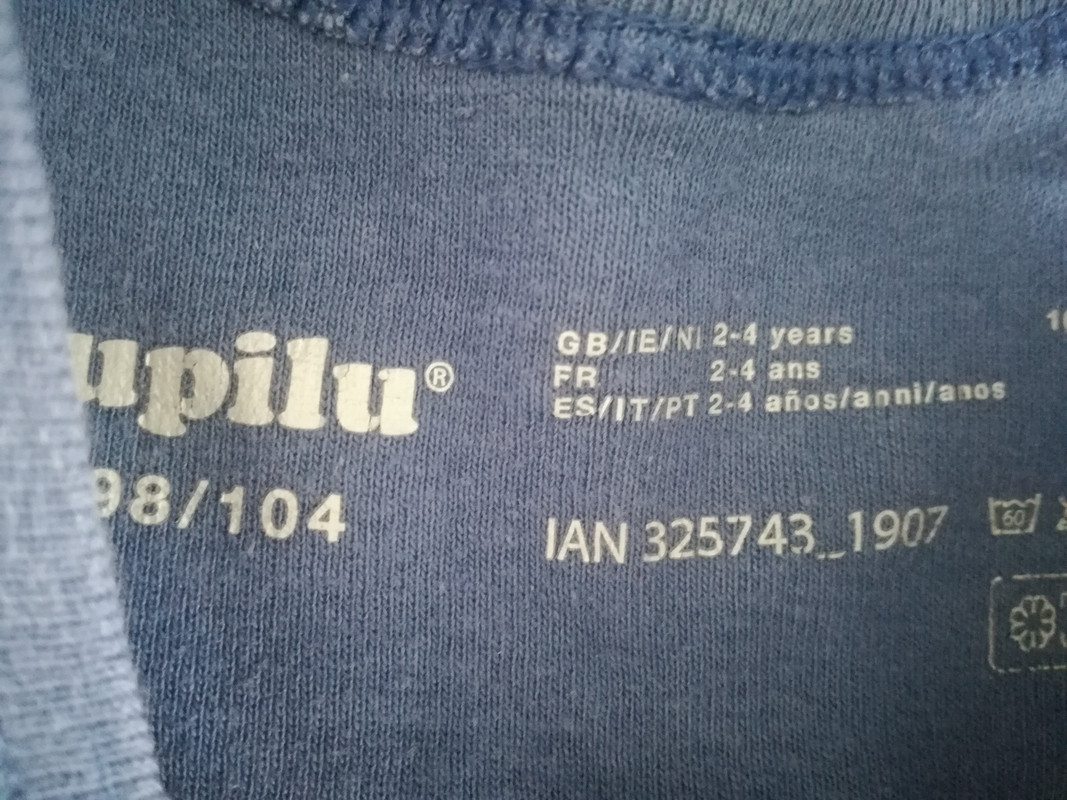 upilu®
98/104
GB/IE/NI 2-4 years
FR 2-4 ans
ES/IT/PT 2-4 años/anni/anos
IAN 325743_1907
60